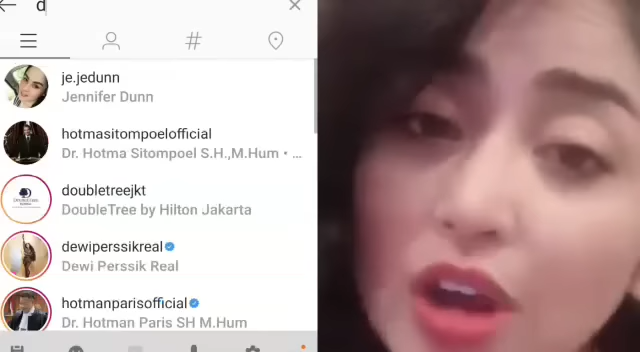 d
#
je.jedunn
Jennifer Dunn
hotmasitompoelofficial
Dr. Hotma Sitompoel S.H.,M.Hum • ...
doubletreejkt
DoubleTree by Hilton Jakarta
dewiperssikreal
Dewi Perssik Real
hotmanparisofficial
Dr. Hotman Paris SH M.Hum